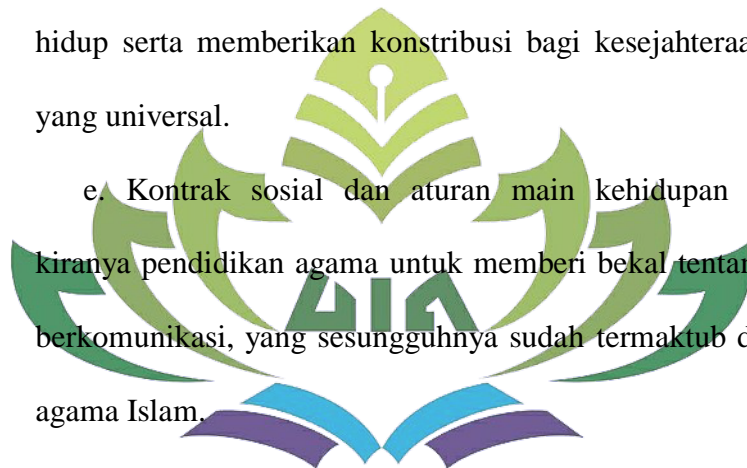 hidup serta memberikan konstribusi bagi kesejahteraa
yang universal.
e. Kontrak sosial dan aturan main kehidupan
kiranya pendidikan agama untuk memberi bekal tentan
UIN
berkomunikasi, yang sesungguhnya sudah termaktub d
agama Islam.